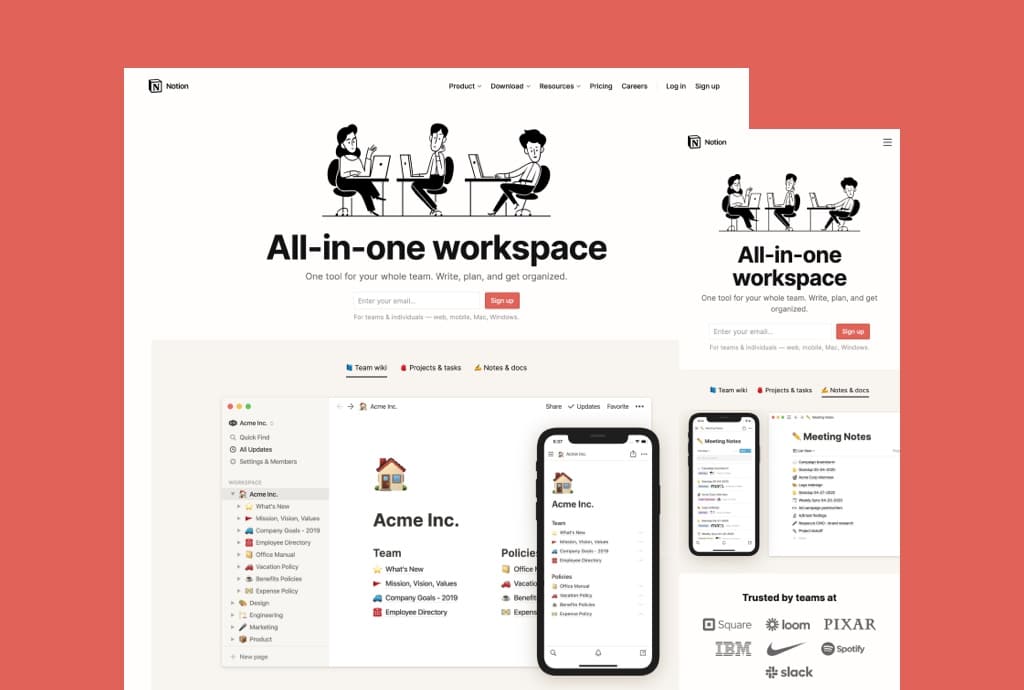 Notion
Product Download Resources Pricing Careers Log in Sign up
All-in-one workspace
One tool for your whole team. Write, plan, and get organized.
Enter your email... Sign up
For teams & individuals — web, mobile, Mac, Windows.
Team wiki Projects & tasks Notes & docs
Acme Inc.
Quick Find
All Updates
Settings & Members
WORKSPACE
Acme Inc.
What's New
Mission, Vision, Values
Company Goals - 2019
Employee Directory
Office Manual
Vacation Policy
Benefits Policies
Expense Policy
Design
Engineering
Marketing
Product
New page
Acme Inc. Share Updates Favorite
Acme Inc.
Team
What's New
Mission, Vision, Values
Company Goals - 2019
Employee Directory
Policies
Office
Benefit
Expens
Acme Inc.
Acme Inc.
Team
What's New
Mission, Vision, Values
Company Goals - 2019
Employee Directory
Policies
Office Manual
Vacation Policy
Benefits Policies
Expense Policy
Notion
All-in-one
workspace
One tool for your whole team. Write, plan, and get
organized.
Enter your email... Sign up
For teams & individuals — web, mobile, Mac, Windows.
Team wiki Projects & tasks Notes & docs
Meeting Notes
Meeting Notes
Meeting Notes
Trusted by teams at
Square loom PIXAR
IBM Spotify
slack